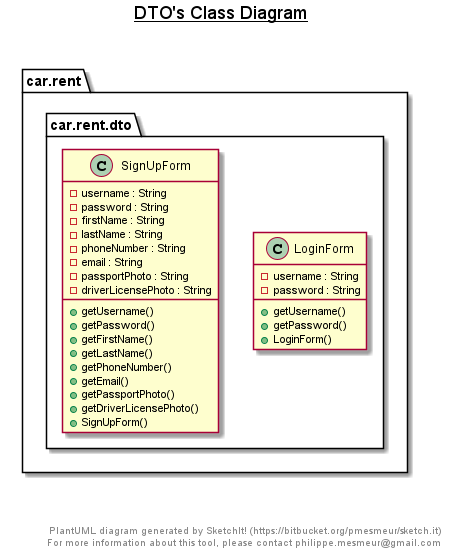 DTO's Class Diagram
car.rent
car.rent.dto
C SignUpForm
username : String
password : String
firstName : String
lastName : String
phoneNumber : String
email : String
passportPhoto : String
driverLicensePhoto : String
getUsername()
getPassword()
getFirstName()
getLastName()
getPhoneNumber()
getEmail()
getPassportPhoto()
getDriverLicensePhoto()
SignUpForm()
C LoginForm
username : String
password : String
getUsername()
getPassword()
LoginForm()
PlantUML diagram generated by SketchIt! (https://bitbucket.org/pmesmeur/sketch.it)
For more information about this tool, please contact philippe.mesmeur@gmail.com